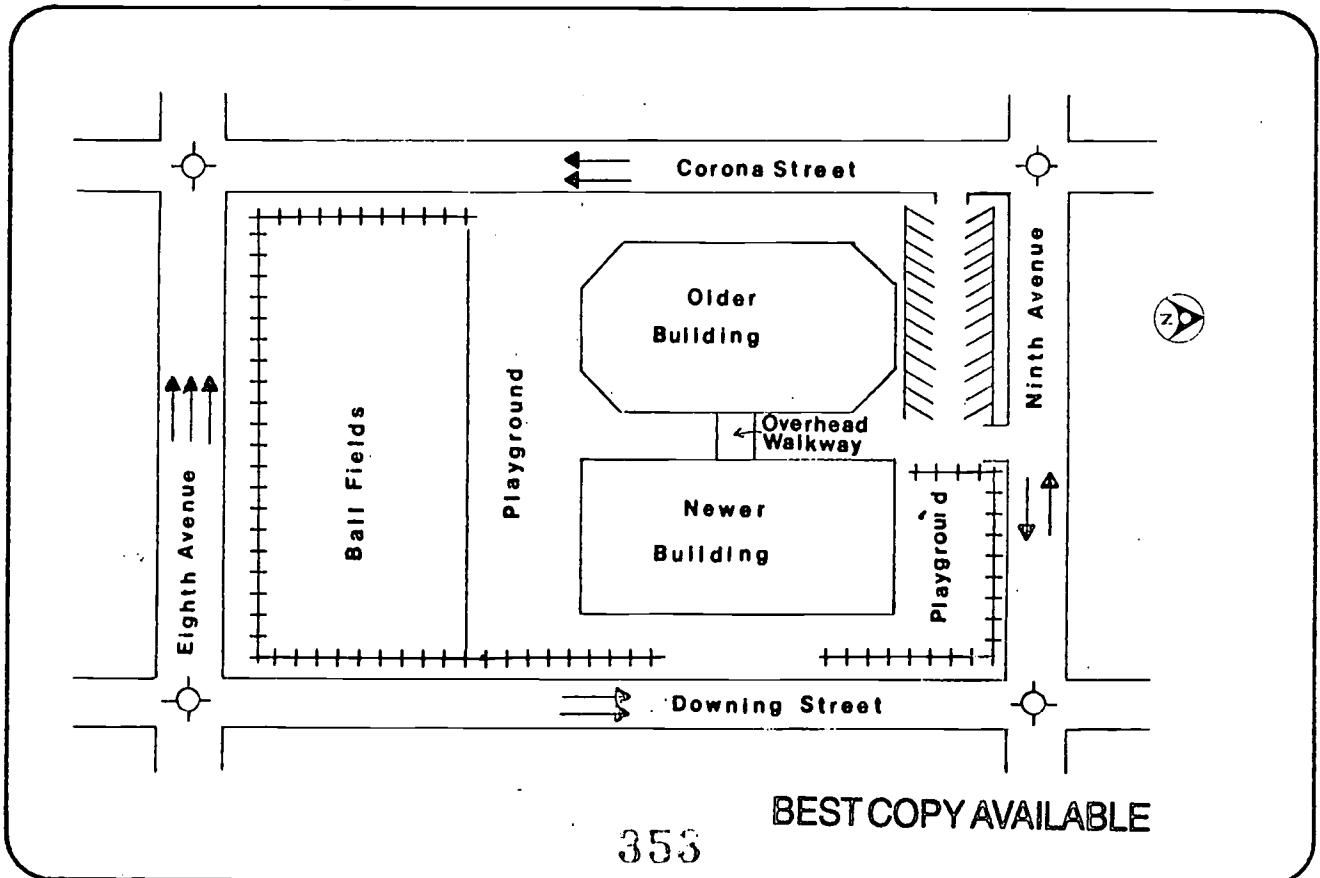 Corona Street
Older
Building
Overhead
Walkway
Newer
Building
Playground
Ball Fields
Eighth Avenue
Ninth Avenue
N
Downing Street
BEST COPY AVAILABLE
353